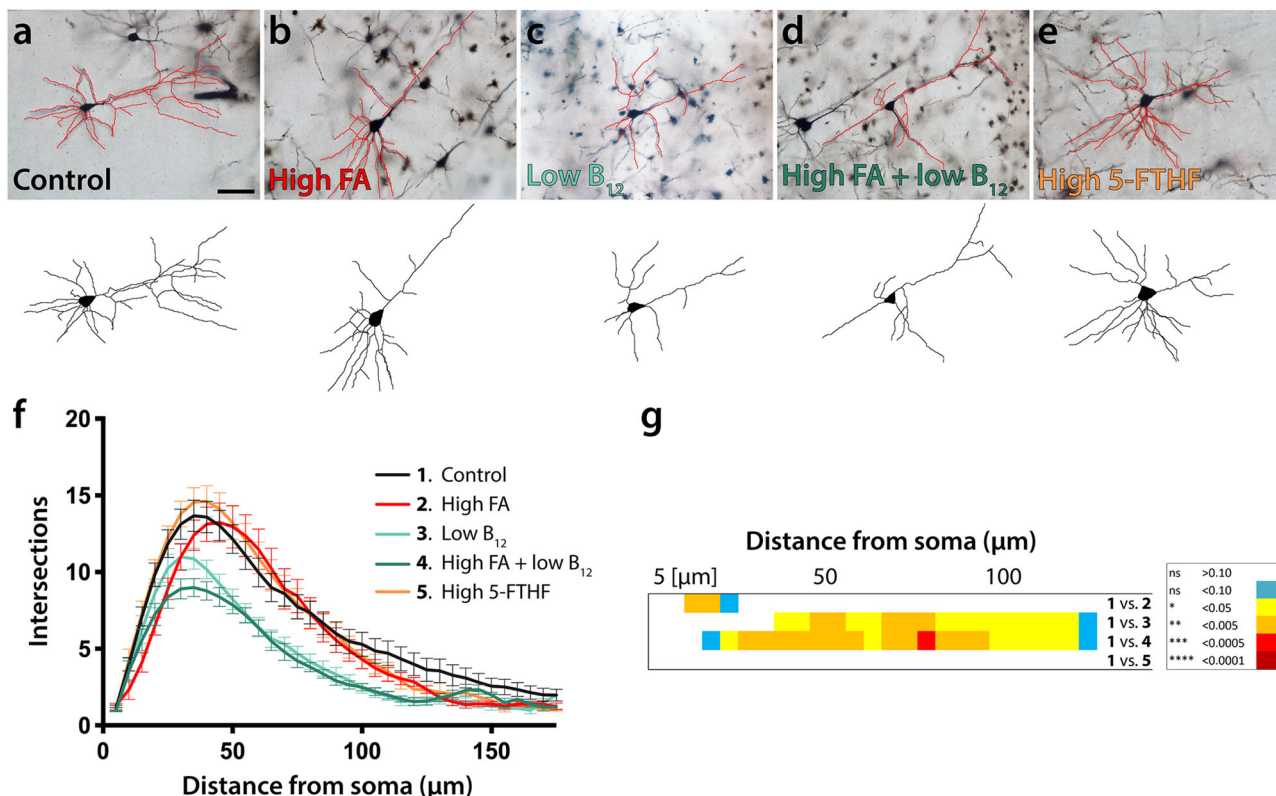 a
b
c
d
e
Control
High FA
Low B12
High FA + low B12
High 5-FTHF
f
20
15
10
5
0
Intersections
0
50
100
150
Distance from soma (µm)
1. Control
2. High FA
3. Low B12
4. High FA + low B12
5. High 5-FTHF
g
Distance from soma (µm)
5 [µm]
50
100
1 vs. 2
1 vs. 3
1 vs. 4
1 vs. 5
ns >0.10
ns <0.10
* <0.05
** <0.005
*** <0.0005
**** <0.0001